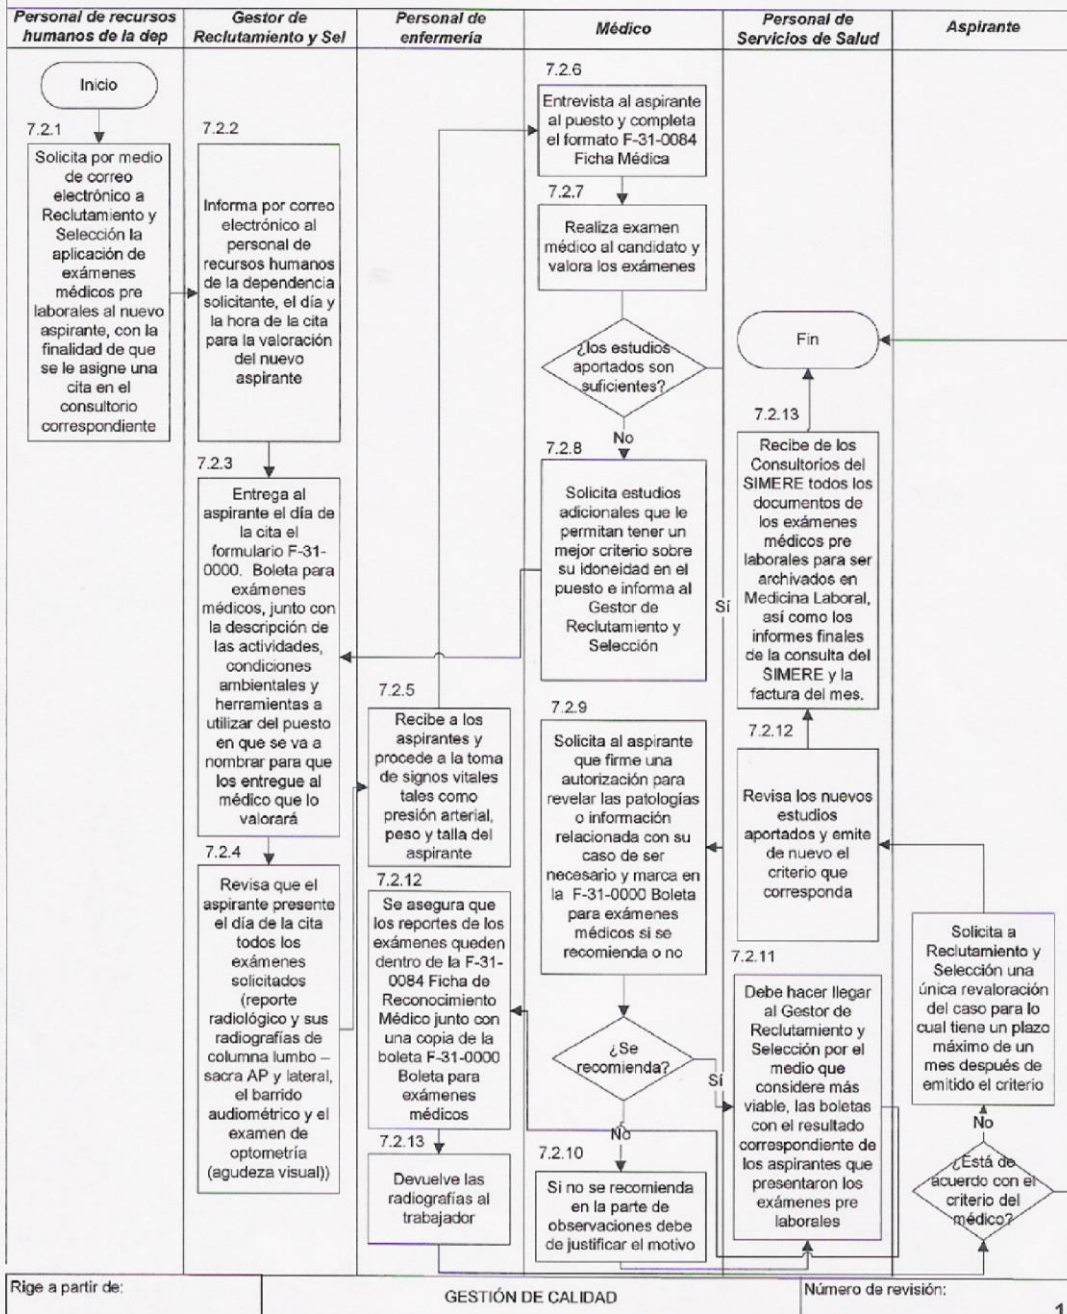 Personal de recursos
humanos de la dep
Gestor de
Reclutamiento y Sel
Personal de
enfermería
Médico
Personal de
Servicios de Salud
Aspirante
Inicio
7.2.1
Solicita por medio
de correo
electrónico a
Reclutamiento y
Selección la
aplicación de
exámenes
médicos pre
laborales al nuevo
aspirante, con la
finalidad de que
se le asigne una
cita en el
consultorio
correspondiente
7.2.2
Informa por correo
electrónico al
personal de
recursos humanos
de la dependencia
solicitante, el día y
la hora de la cita
para la valoración
del nuevo
aspirante
7.2.3
Entrega al
aspirante el día de
la cita el
formulario F-31-
0000. Boleta para
exámenes
médicos, junto con
la descripción de
las actividades,
condiciones
ambientales y
herramientas a
utilizar del puesto
en que se va a
nombrar para que
los entregue al
médico que lo
valorará
7.2.4
Revisa que el
aspirante presente
el día de la cita
todos los
exámenes
solicitados
(reporte
radiológico y sus
radiografías de
columna lumbo –
sacra AP y lateral,
el barrido
audiométrico y el
examen de
optometría
(agudeza visual))
7.2.5
Recibe a los
aspirantes y
procede a la toma
de signos vitales
tales como
presión arterial,
peso y talla del
aspirante
7.2.12
Se asegura que
los reportes de los
exámenes queden
dentro de la F-31-
0084 Ficha de
Reconocimiento
Médico junto con
una copia de la
boleta F-31-0000
Boleta para
exámenes
médicos
7.2.13
Devuelve las
radiografías al
trabajador
7.2.6
Entrevista al aspirante
al puesto y completa
el formato F-31-0084
Ficha Médica
7.2.7
Realiza examen
médico al candidato y
valora los exámenes
¿los estudios
aportados son
suficientes?
No
Sí
7.2.8
Solicita estudios
adicionales que le
permitan tener un
mejor criterio sobre
su idoneidad en el
puesto e informa al
Gestor de
Reclutamiento y
Selección
7.2.9
Solicita al aspirante
que firme una
autorización para
revelar las patologías
o información
relacionada con su
caso de ser
necesario y marca en
la F-31-0000 Boleta
para exámenes
médicos si se
recomienda o no
¿Se
recomienda?
Sí
No
7.2.10
Si no se recomienda
en la parte de
observaciones debe
de justificar el motivo
Fin
7.2.13
Recibe de los
Consultorios del
SIMERE todos los
documentos de
los exámenes
médicos pre
laborales para ser
archivados en
Medicina Laboral,
así como los
informes finales
de la consulta del
SIMERE y la
factura del mes.
7.2.12
Revisa los nuevos
estudios
aportados y emite
de nuevo el
criterio que
corresponda
7.2.11
Debe hacer llegar
al Gestor de
Reclutamiento y
Selección por el
medio que
considere más
viable, las boletas
con el resultado
correspondiente de
los aspirantes que
presentaron los
exámenes pre
laborales
Solicita a
Reclutamiento y
Selección una
única revaloración
del caso para lo
cual tiene un plazo
máximo de un
mes después de
emitido el criterio
No
¿Está de
acuerdo con el
criterio del
médico?
Rige a partir de:
GESTIÓN DE CALIDAD
Número de revisión:
1